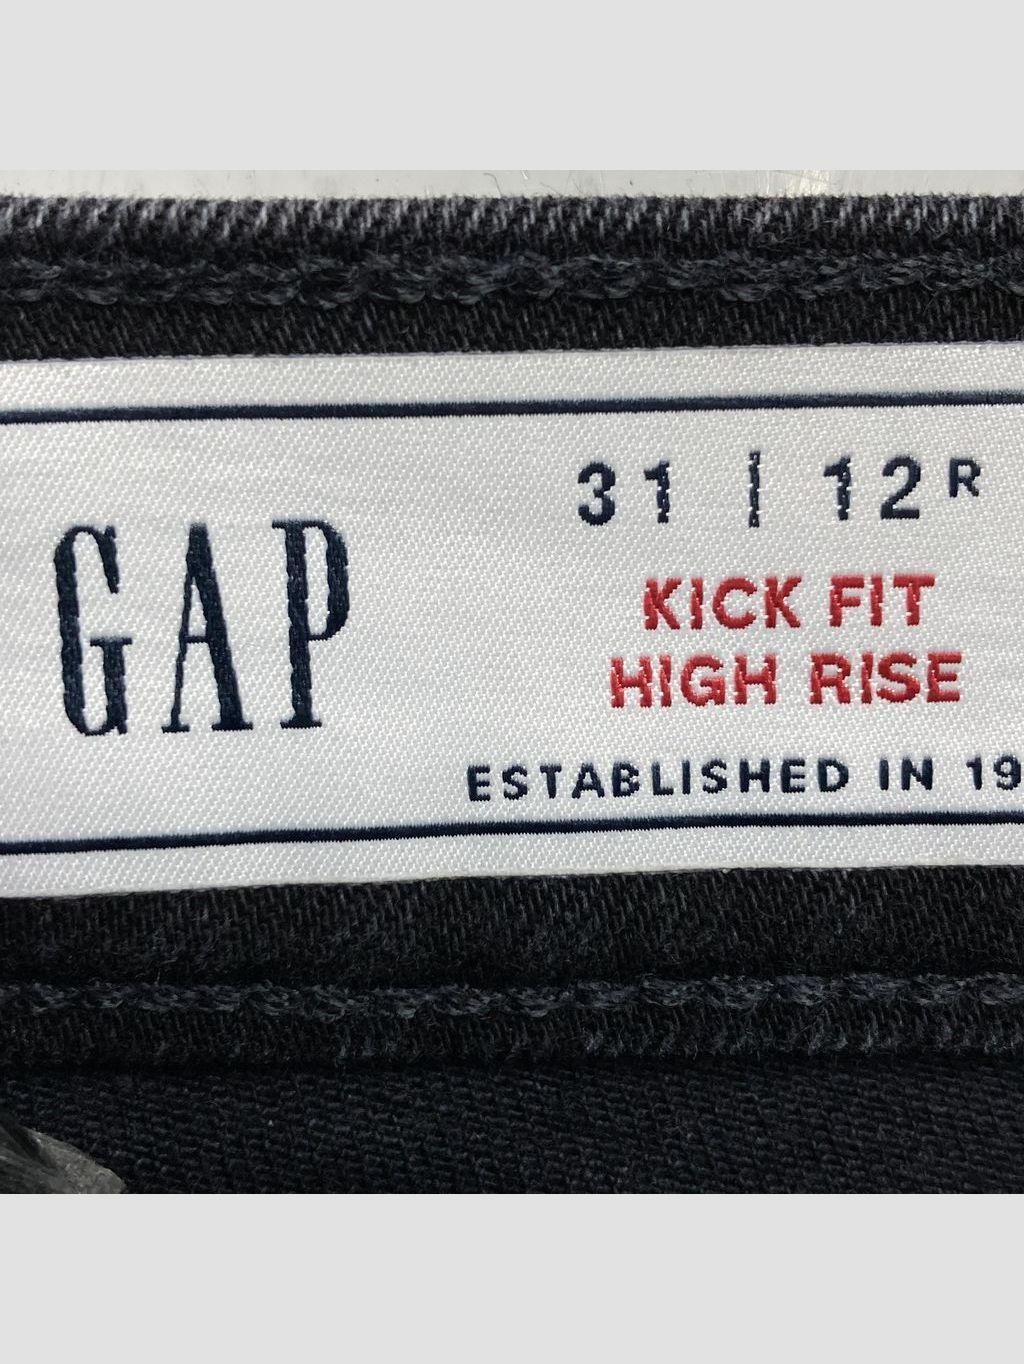 GAP
31 | 12R
KICK FIT
HIGH RISE
ESTABLISHED IN 19